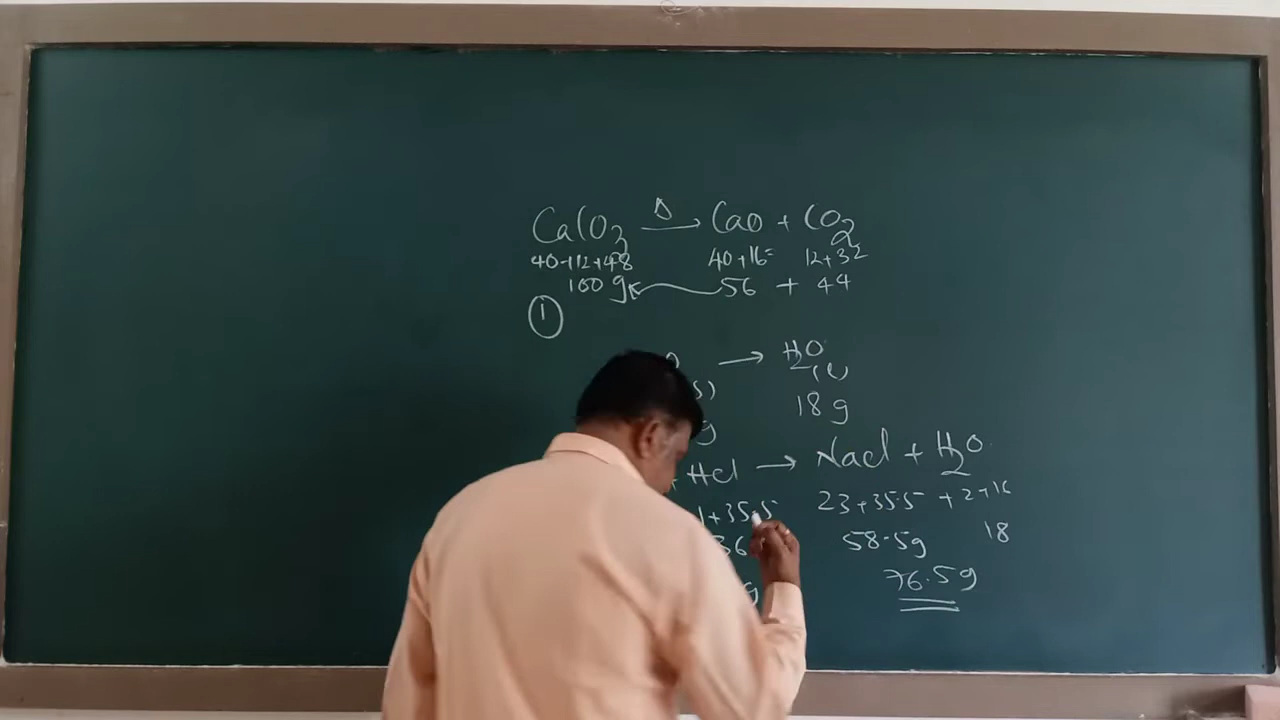 CaCO3 Δ→ CaO + CO2
40+12+48 40+16= 12+32
100 g 56 + 44
1
→ H2O
s) (l)
g 18 g
+ HCl → NaCl + H2O
1+35.5 23+35.5 + 2+16
36 58.5g 18
g 76.5g